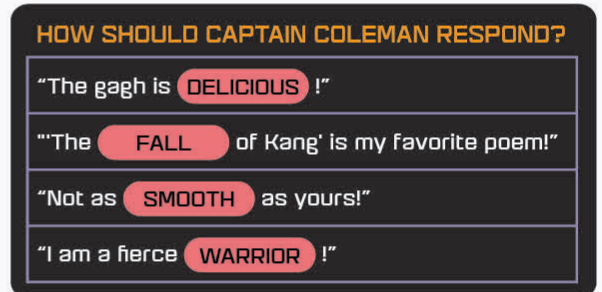 HOW SHOULD CAPTAIN COLEMAN RESPOND?
“The gagh is DELICIOUS !”
“'The FALL of Kang' is my favorite poem!”
“Not as SMOOTH as yours!”
“I am a fierce WARRIOR !”